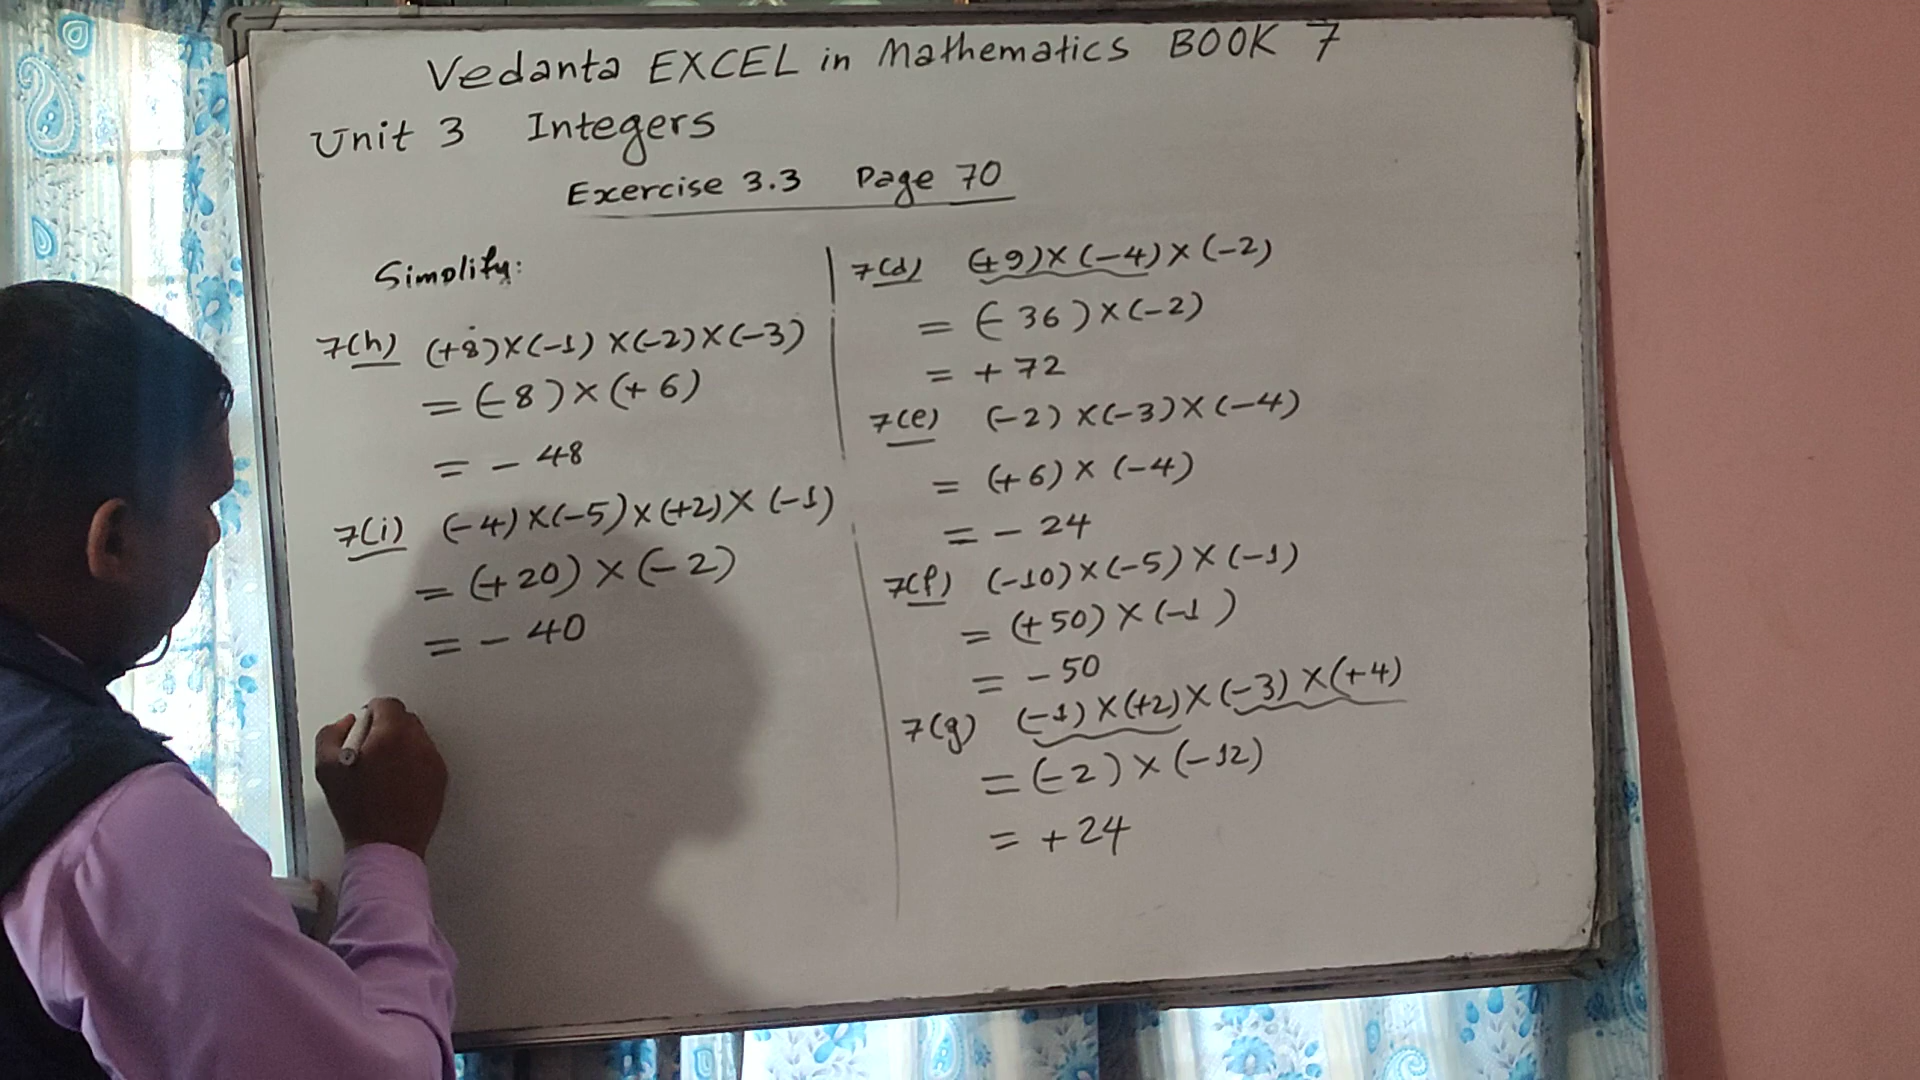 Vedanta EXCEL in Mathematics BOOK 7
Unit 3 Integers
Exercise 3.3 Page 70
Simplify:
7(h) (+8)×(-1)×(-2)×(-3)
= (-8)×(+6)
= - 48
7(i) (-4)×(-5)×(+2)×(-1)
= (+20)×(-2)
= - 40
7(d) (+9)×(-4)×(-2)
= (-36)×(-2)
= + 72
7(e) (-2)×(-3)×(-4)
= (+6)×(-4)
= - 24
7(f) (-10)×(-5)×(-1)
= (+50)×(-1)
= - 50
7(g) (-1)×(+2)×(-3)×(+4)
= (-2)×(-12)
= +24